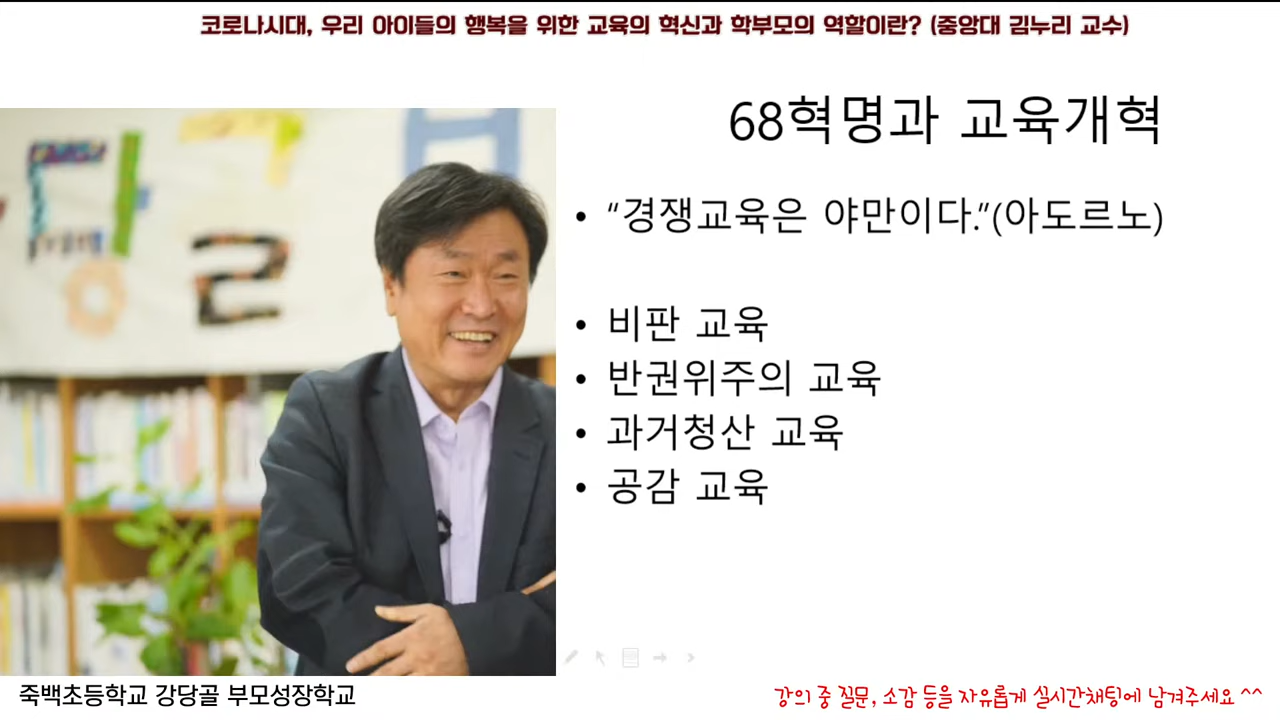 코로나시대, 우리 아이들의 행복을 위한 교육의 혁신과 학부모의 역할이란? (중앙대 김누리 교수)
68혁명과 교육개혁
• “경쟁교육은 야만이다.”(아도르노)
• 비판 교육
• 반권위주의 교육
• 과거청산 교육
• 공감 교육
죽백초등학교 강당골 부모성장학교
강의 중 질문, 소감 등을 자유롭게 실시간채팅에 남겨주세요 ^^